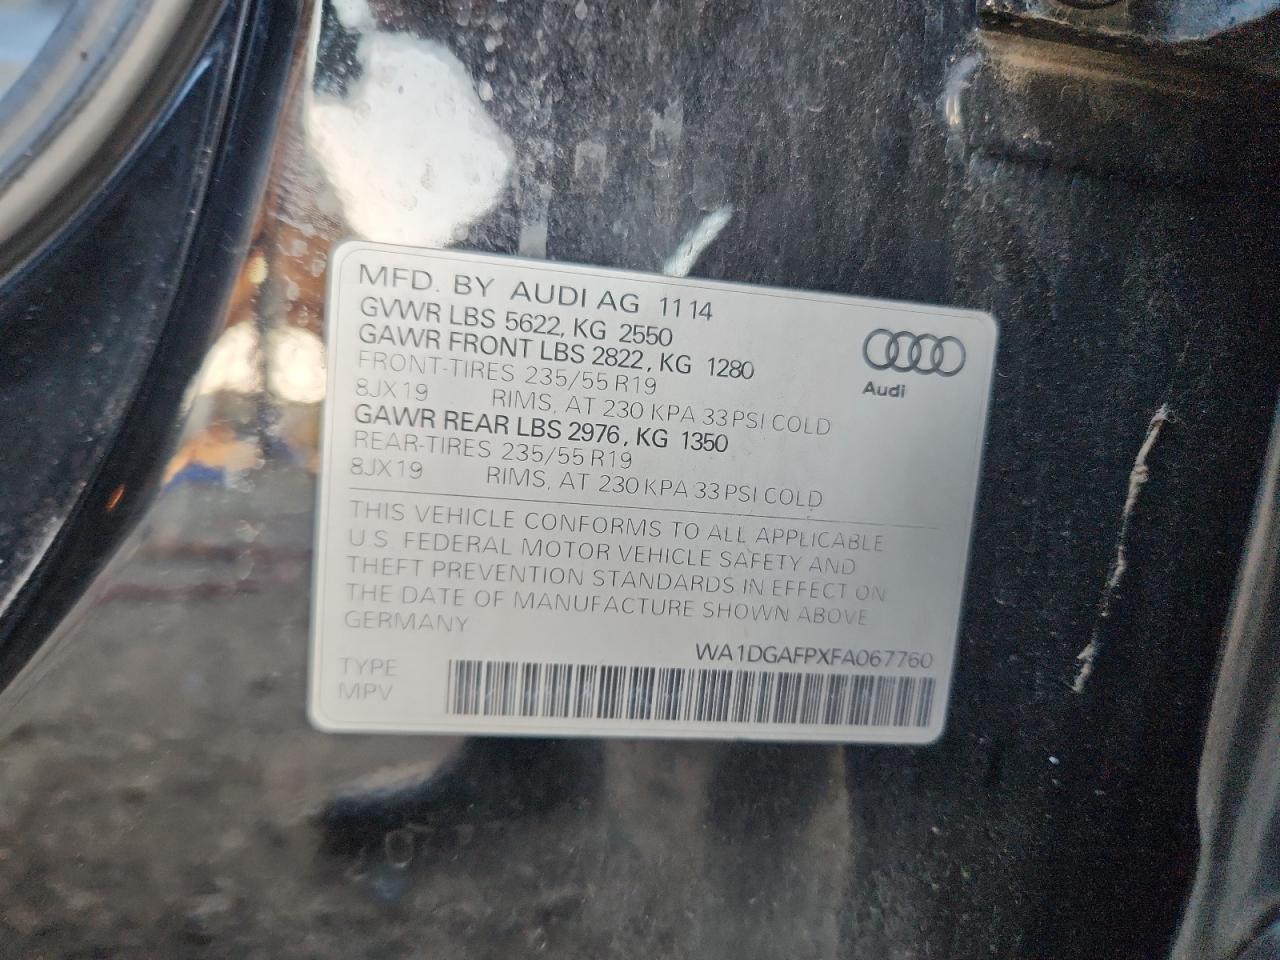 MFD. BY AUDI AG 11 14
GVWR LBS 5622, KG 2550
GAWR FRONT LBS 2822, KG 1280
FRONT-TIRES 235/55 R19
8JX19 RIMS, AT 230 KPA 33 PSI COLD
GAWR REAR LBS 2976, KG 1350
REAR-TIRES 235/55 R19
8JX19 RIMS, AT 230 KPA 33 PSI COLD
Audi
THIS VEHICLE CONFORMS TO ALL APPLICABLE
U.S. FEDERAL MOTOR VEHICLE SAFETY AND
THEFT PREVENTION STANDARDS IN EFFECT ON
THE DATE OF MANUFACTURE SHOWN ABOVE
GERMANY
WA1DGAFPXFA067760
TYPE
MPV